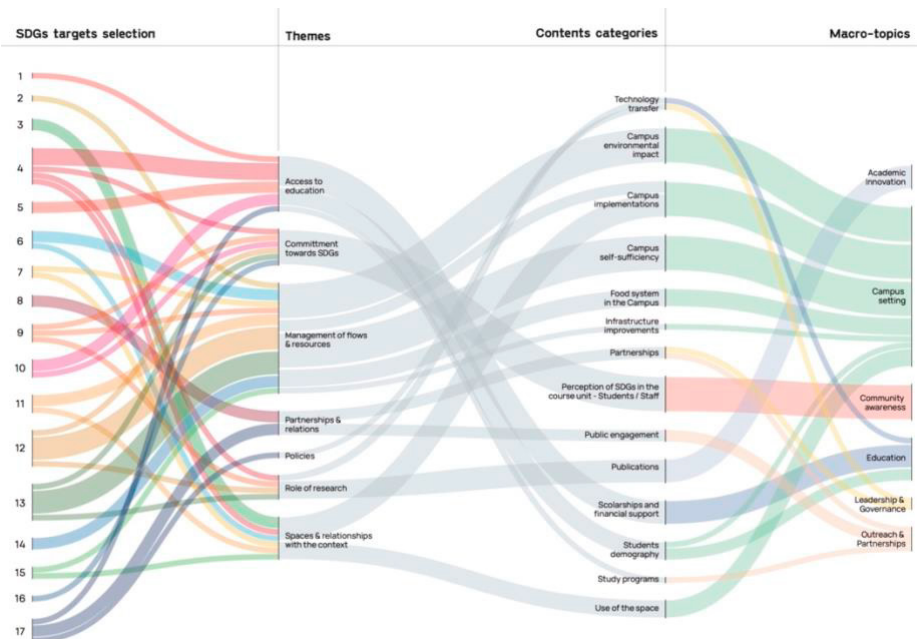 SDGs targets selection
Themes
Contents categories
Macro-topics
1
2
3
4
5
6
7
8
9
10
11
12
13
14
15
16
17
Access to
education
Committment
towards SDGs
Management of flows
& resources
Partnerships &
relations
Policies
Role of research
Spaces & relationships
with the context
Technology
transfer
Campus
environmental
impact
Campus
implementations
Campus
self-sufficiency
Food system
in the Campus
Infrastructure
improvements
Partnerships
Perception of SDGs in the
course unit - Students / Staff
Public engagement
Publications
Scolarships and
financial support
Students
demography
Study programs
Use of the space
Academic
Innovation
Campus
setting
Community
awareness
Education
Leadership &
Governance
Outreach &
Partnerships